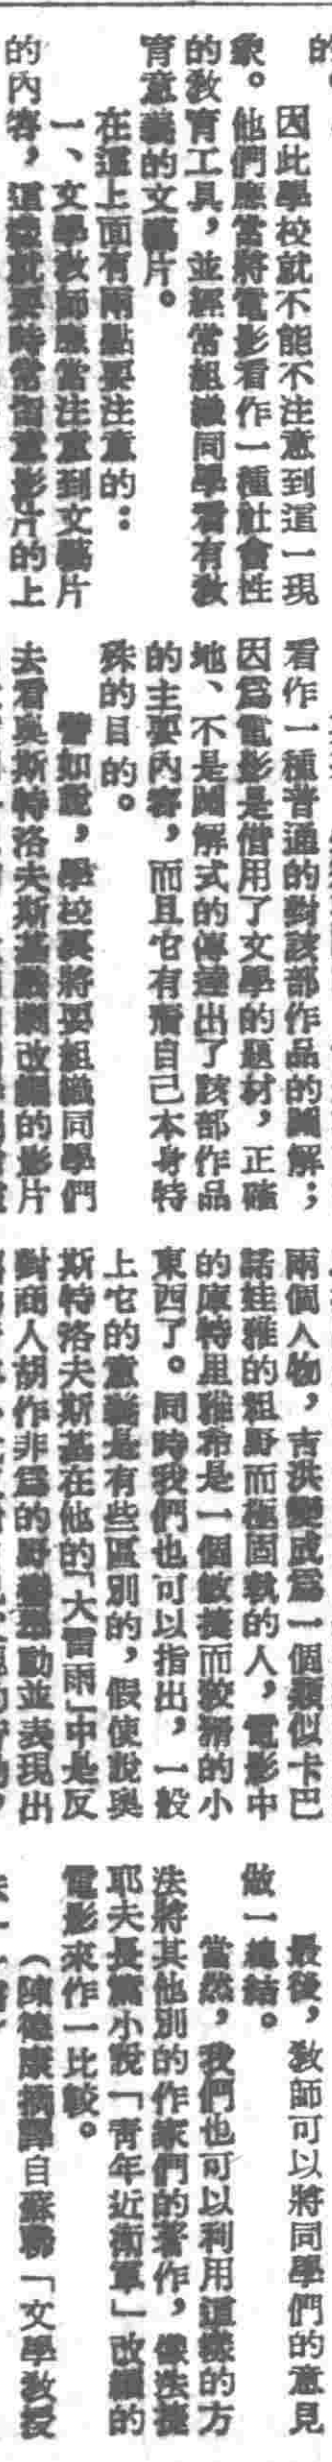 因此學校就不能不注意到這一現
象。他們應當將電影看作一種社會性
的教育工具，並經常組織同學看有教
育意義的文藝片。
在這上面有兩點要注意的：
一、文學教師應當注意到文藝片
的內容，這樣就要時常留意影片的上
看作一種普通的對該部作品的圖解；
因爲電影是借用了文學的題材，正確
地、不是圖解式的傳達出了該部作品
的主要內容，而且它有着自己本身特
殊的目的。
譬如說，學校裏將要組織同學們
去看奥斯特洛夫斯基戲劇改編的影片
兩個人物，吉洪變成爲一個類似卡巴
諾娃雅的粗野而極固執的人，電影中
的庫特里雅希是一個敏捷而狡猾的小
東西了。同時我們也可以指出，一般
上它的意義是有些區別的，假使說奥
斯特洛夫斯基在他的「大雷雨」中是反
對商人胡作非爲的野蠻舉動並表現出
最後，教師可以將同學們的意見
做一總結。
當然，我們也可以利用這樣的方
法將其他別的作家們的著作，像法捷
耶夫長篇小說「青年近衞軍」改編的
電影來作一比較。
（陳德康摘譯自蘇聯「文學教授